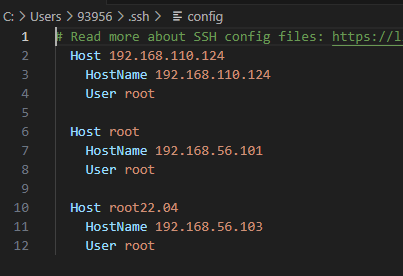 C: > Users > 93956 > .ssh > config
1 # Read more about SSH config files: https://l
2 Host 192.168.110.124
3 HostName 192.168.110.124
4 User root
5
6 Host root
7 HostName 192.168.56.101
8 User root
9
10 Host root22.04
11 HostName 192.168.56.103
12 User root